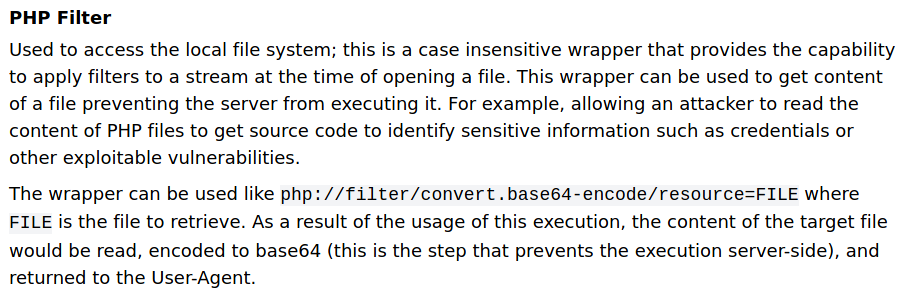 PHP Filter
Used to access the local file system; this is a case insensitive wrapper that provides the capability
to apply filters to a stream at the time of opening a file. This wrapper can be used to get content
of a file preventing the server from executing it. For example, allowing an attacker to read the
content of PHP files to get source code to identify sensitive information such as credentials or
other exploitable vulnerabilities.
The wrapper can be used like php://filter/convert.base64-encode/resource=FILE where
FILE is the file to retrieve. As a result of the usage of this execution, the content of the target file
would be read, encoded to base64 (this is the step that prevents the execution server-side), and
returned to the User-Agent.